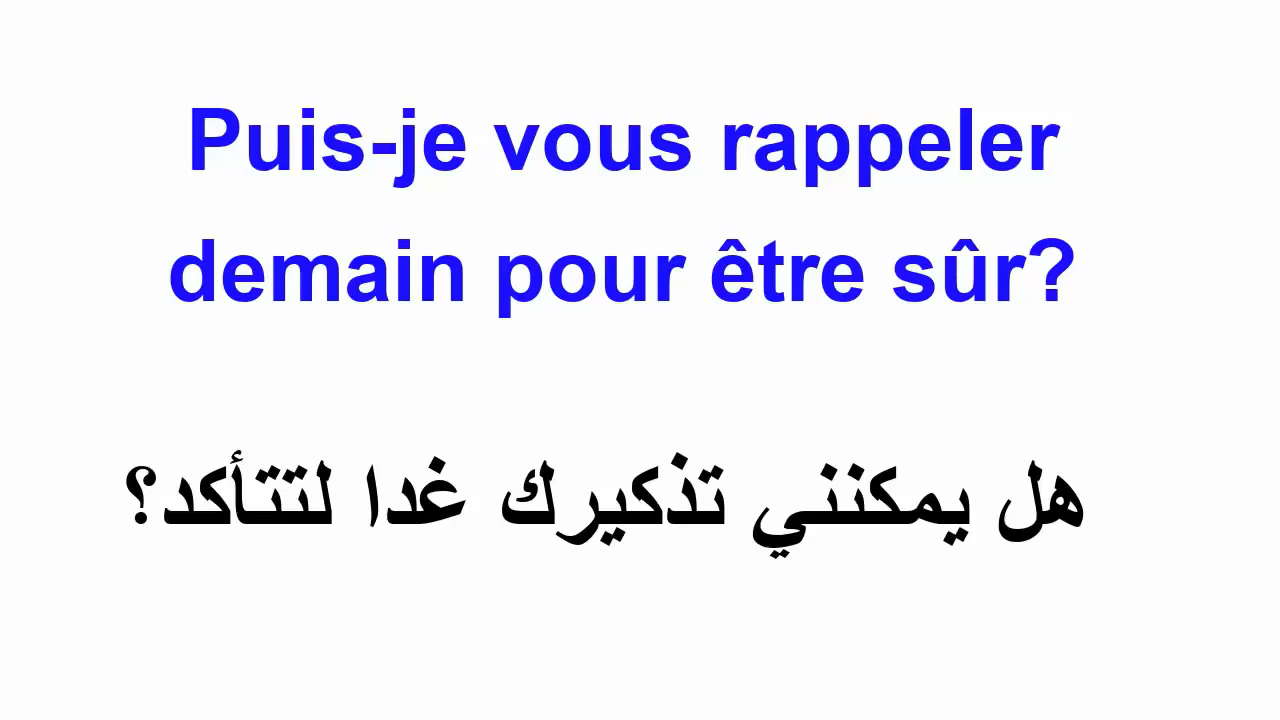 Puis-je vous rappeler
demain pour être sûr?
هل يمكنني تذكيرك غدا لتتأكد؟